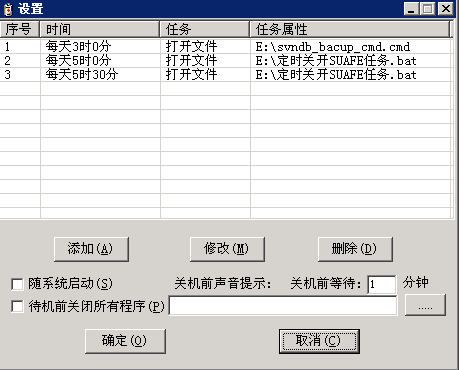 设置
序号 时间 任务 任务属性
1 每天3时0分 打开文件 E:\svndb_bacup_cmd.cmd
2 每天5时0分 打开文件 E:\定时关开SUAFE任务.bat
3 每天5时30分 打开文件 E:\定时关开SUAFE任务.bat
添加(A) 修改(M) 删除(D)
随系统启动(S) 关机前声音提示: 关机前等待: 1 分钟
待机前关闭所有程序(P) .....
确定(O) 取消(C)